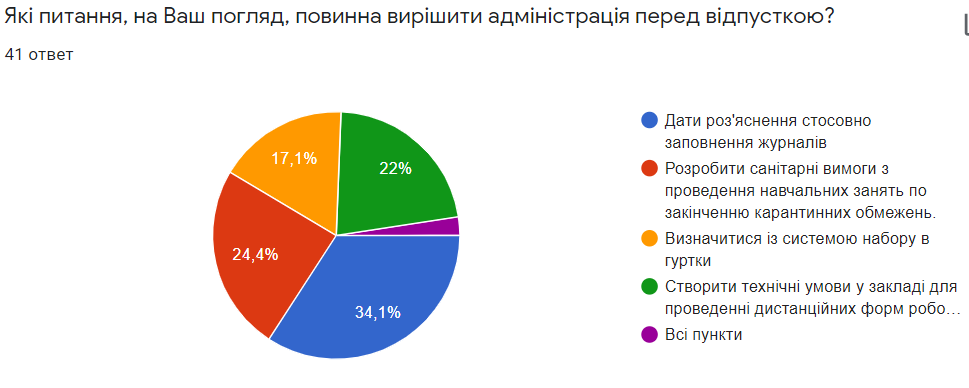 Які питання, на Ваш погляд, повинна вирішити адміністрація перед відпусткою?
41 ответ
17,1%
22%
24,4%
34,1%
Дати роз'яснення стосовно
заповнення журналів
Розробити санітарні вимоги з
проведення навчальних занять по
закінченню карантинних обмежень.
Визначитися із системою набору в
гуртки
Створити технічні умови у закладі для
проведенні дистанційних форм робо…
Всі пункти